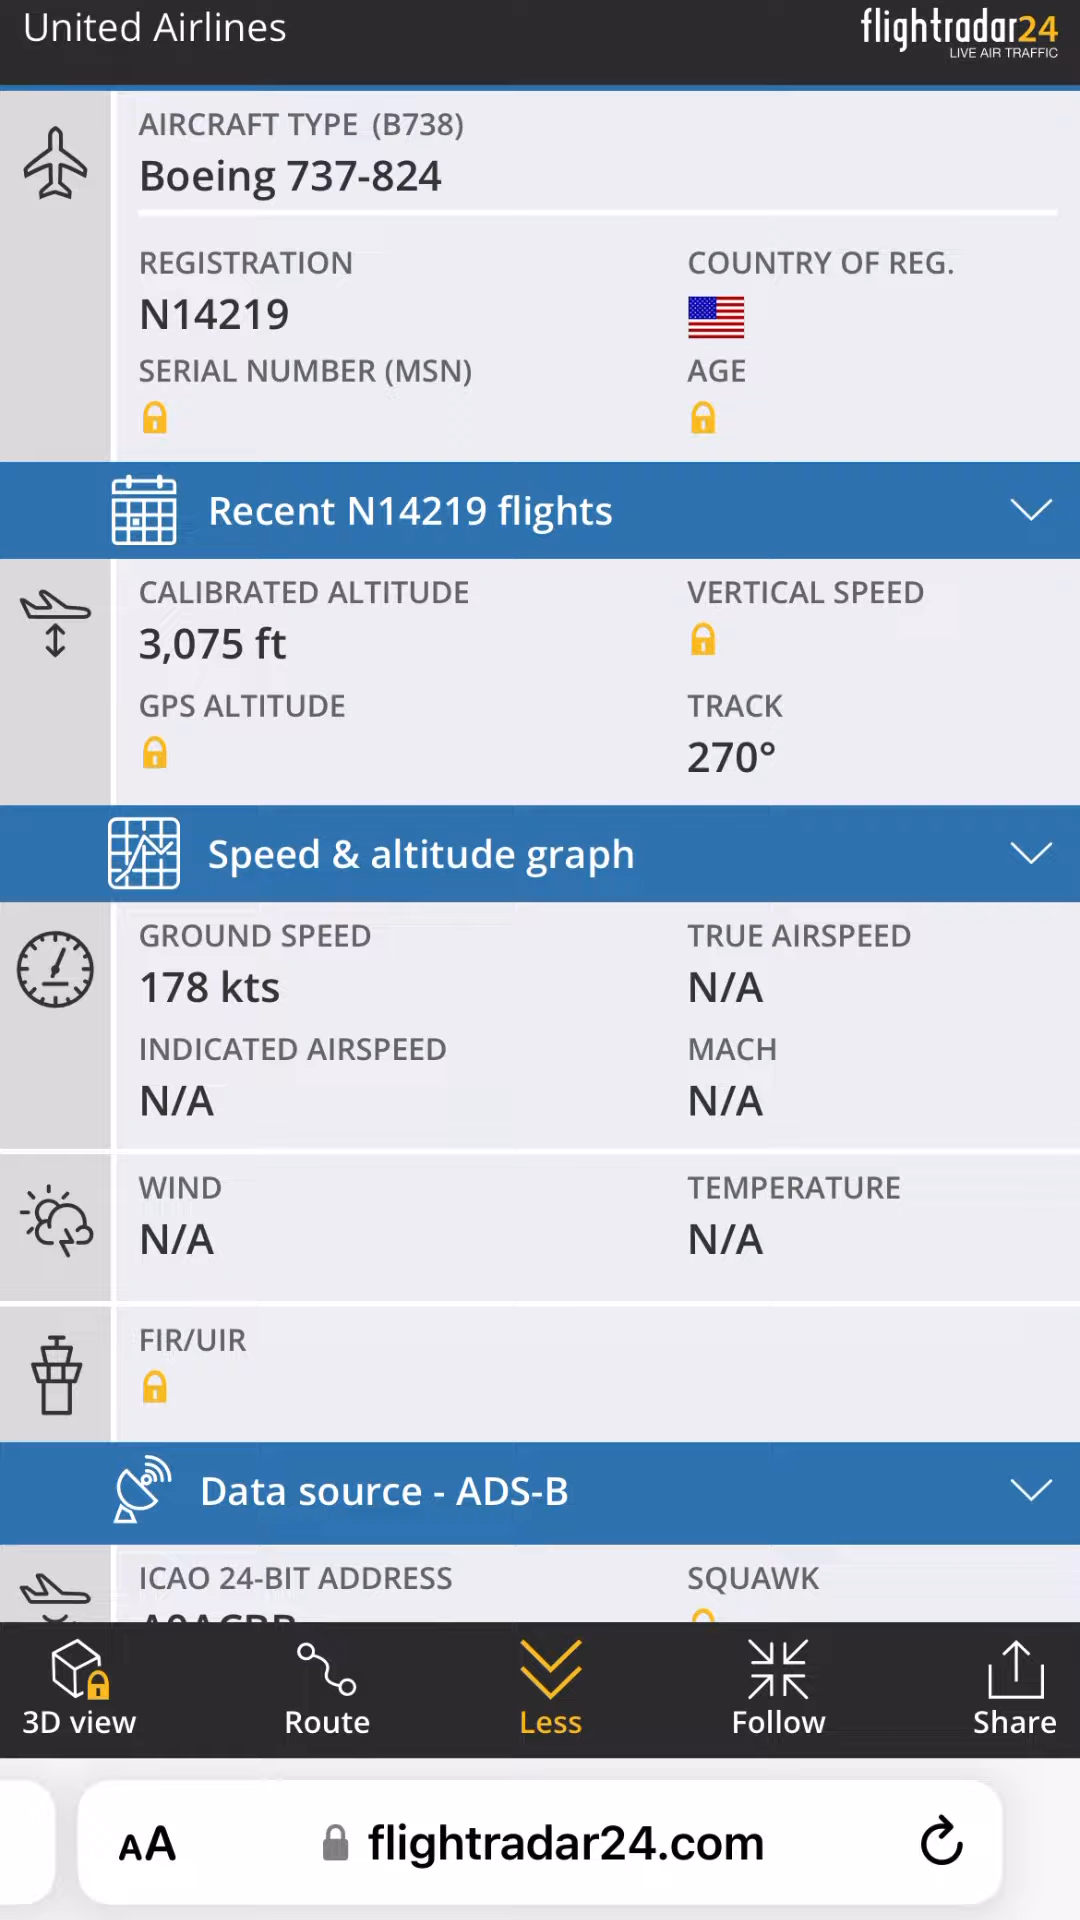 United Airlines
flightradar24
LIVE AIR TRAFFIC
AIRCRAFT TYPE (B738)
Boeing 737-824
REGISTRATION
COUNTRY OF REG.
N14219
SERIAL NUMBER (MSN)
AGE
Recent N14219 flights
CALIBRATED ALTITUDE
VERTICAL SPEED
3,075 ft
GPS ALTITUDE
TRACK
270°
Speed & altitude graph
GROUND SPEED
TRUE AIRSPEED
178 kts
N/A
INDICATED AIRSPEED
MACH
N/A
N/A
WIND
TEMPERATURE
N/A
N/A
FIR/UIR
Data source - ADS-B
ICAO 24-BIT ADDRESS
SQUAWK
3D view
Route
Less
Follow
Share
AA
flightradar24.com